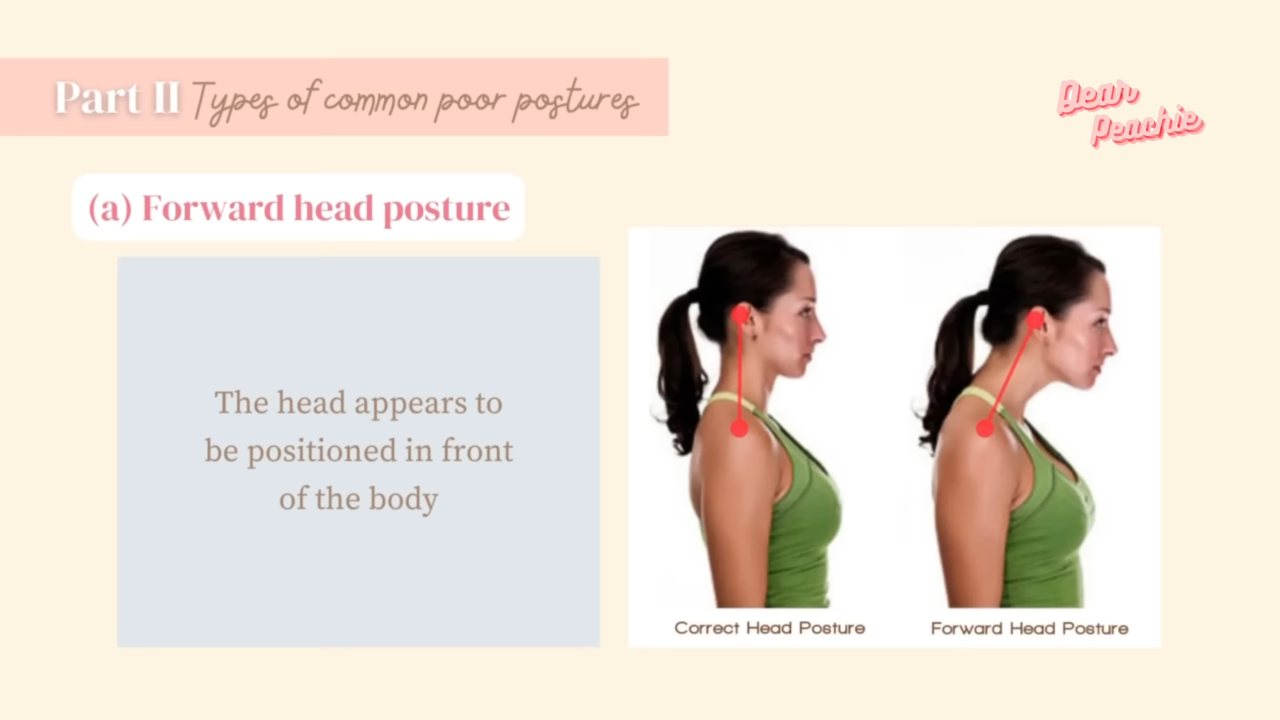 Part II Types of common poor postures
Dear
Peachie
(a) Forward head posture
The head appears to
be positioned in front
of the body
Correct Head Posture
Forward Head Posture